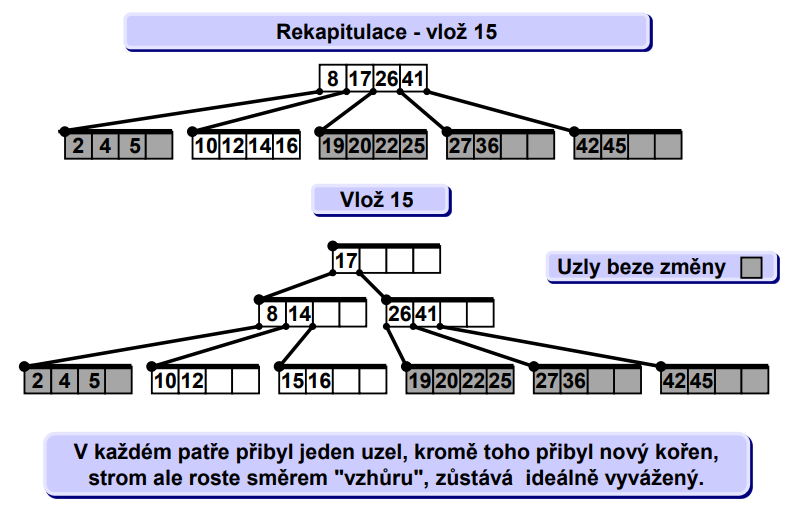 Rekapitulace - vlož 15
8 17 26 41
2 4 5 10 12 14 16 19 20 22 25 27 36 42 45
Vlož 15
17
Uzly beze změny
8 14 26 41
2 4 5 10 12 15 16 19 20 22 25 27 36 42 45
V každém patře přibyl jeden uzel, kromě toho přibyl nový kořen,
strom ale roste směrem "vzhůru", zůstává ideálně vyvážený.